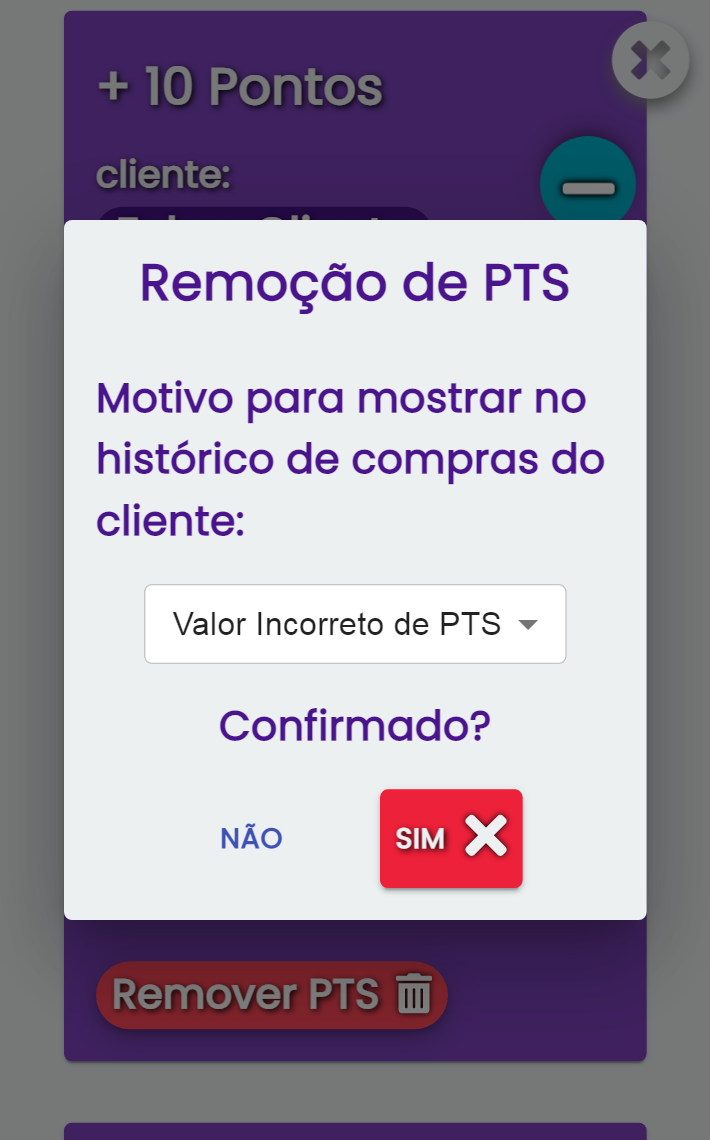 + 10 Pontos
cliente:
Remoção de PTS
Motivo para mostrar no
histórico de compras do
cliente:
Valor Incorreto de PTS
Confirmado?
NÃO
SIM
Remover PTS